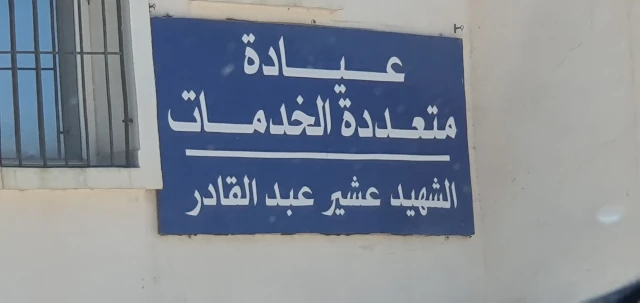 عيادة
متعددة الخدمات
الشهيد عشير عبد القادر